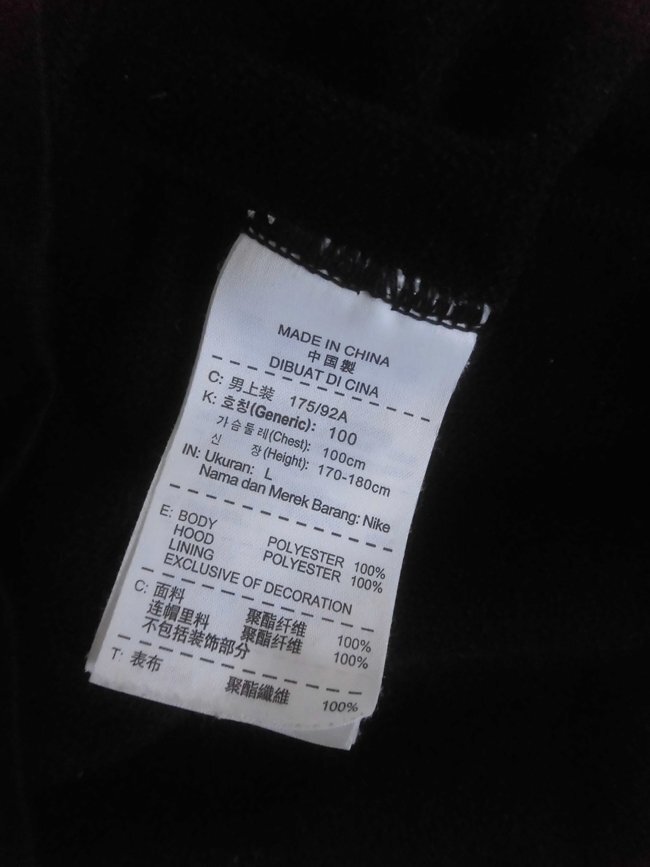 MADE IN CHINA
中国製
DIBUAT DI CINA
C: 男上装 175/92A
K: 호칭(Generic): 100
가슴둘레(Chest): 100cm
신 장(Height): 170-180cm
IN: Ukuran: L
Nama dan Merek Barang: Nike
E: BODY POLYESTER 100%
HOOD LINING POLYESTER 100%
EXCLUSIVE OF DECORATION
C: 面料 聚酯纤维 100%
连帽里料 聚酯纤维 100%
不包括装饰部分
T: 表布 聚酯纖維 100%